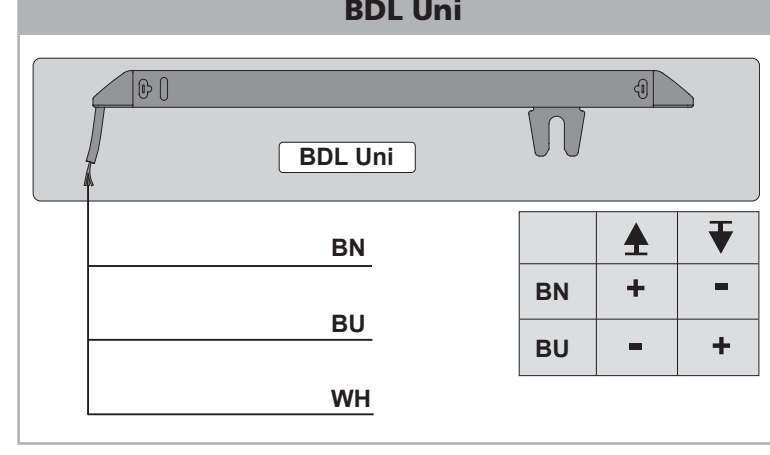 BDL Uni
BDL Uni
BN
BU
WH
BN + -
BU - +